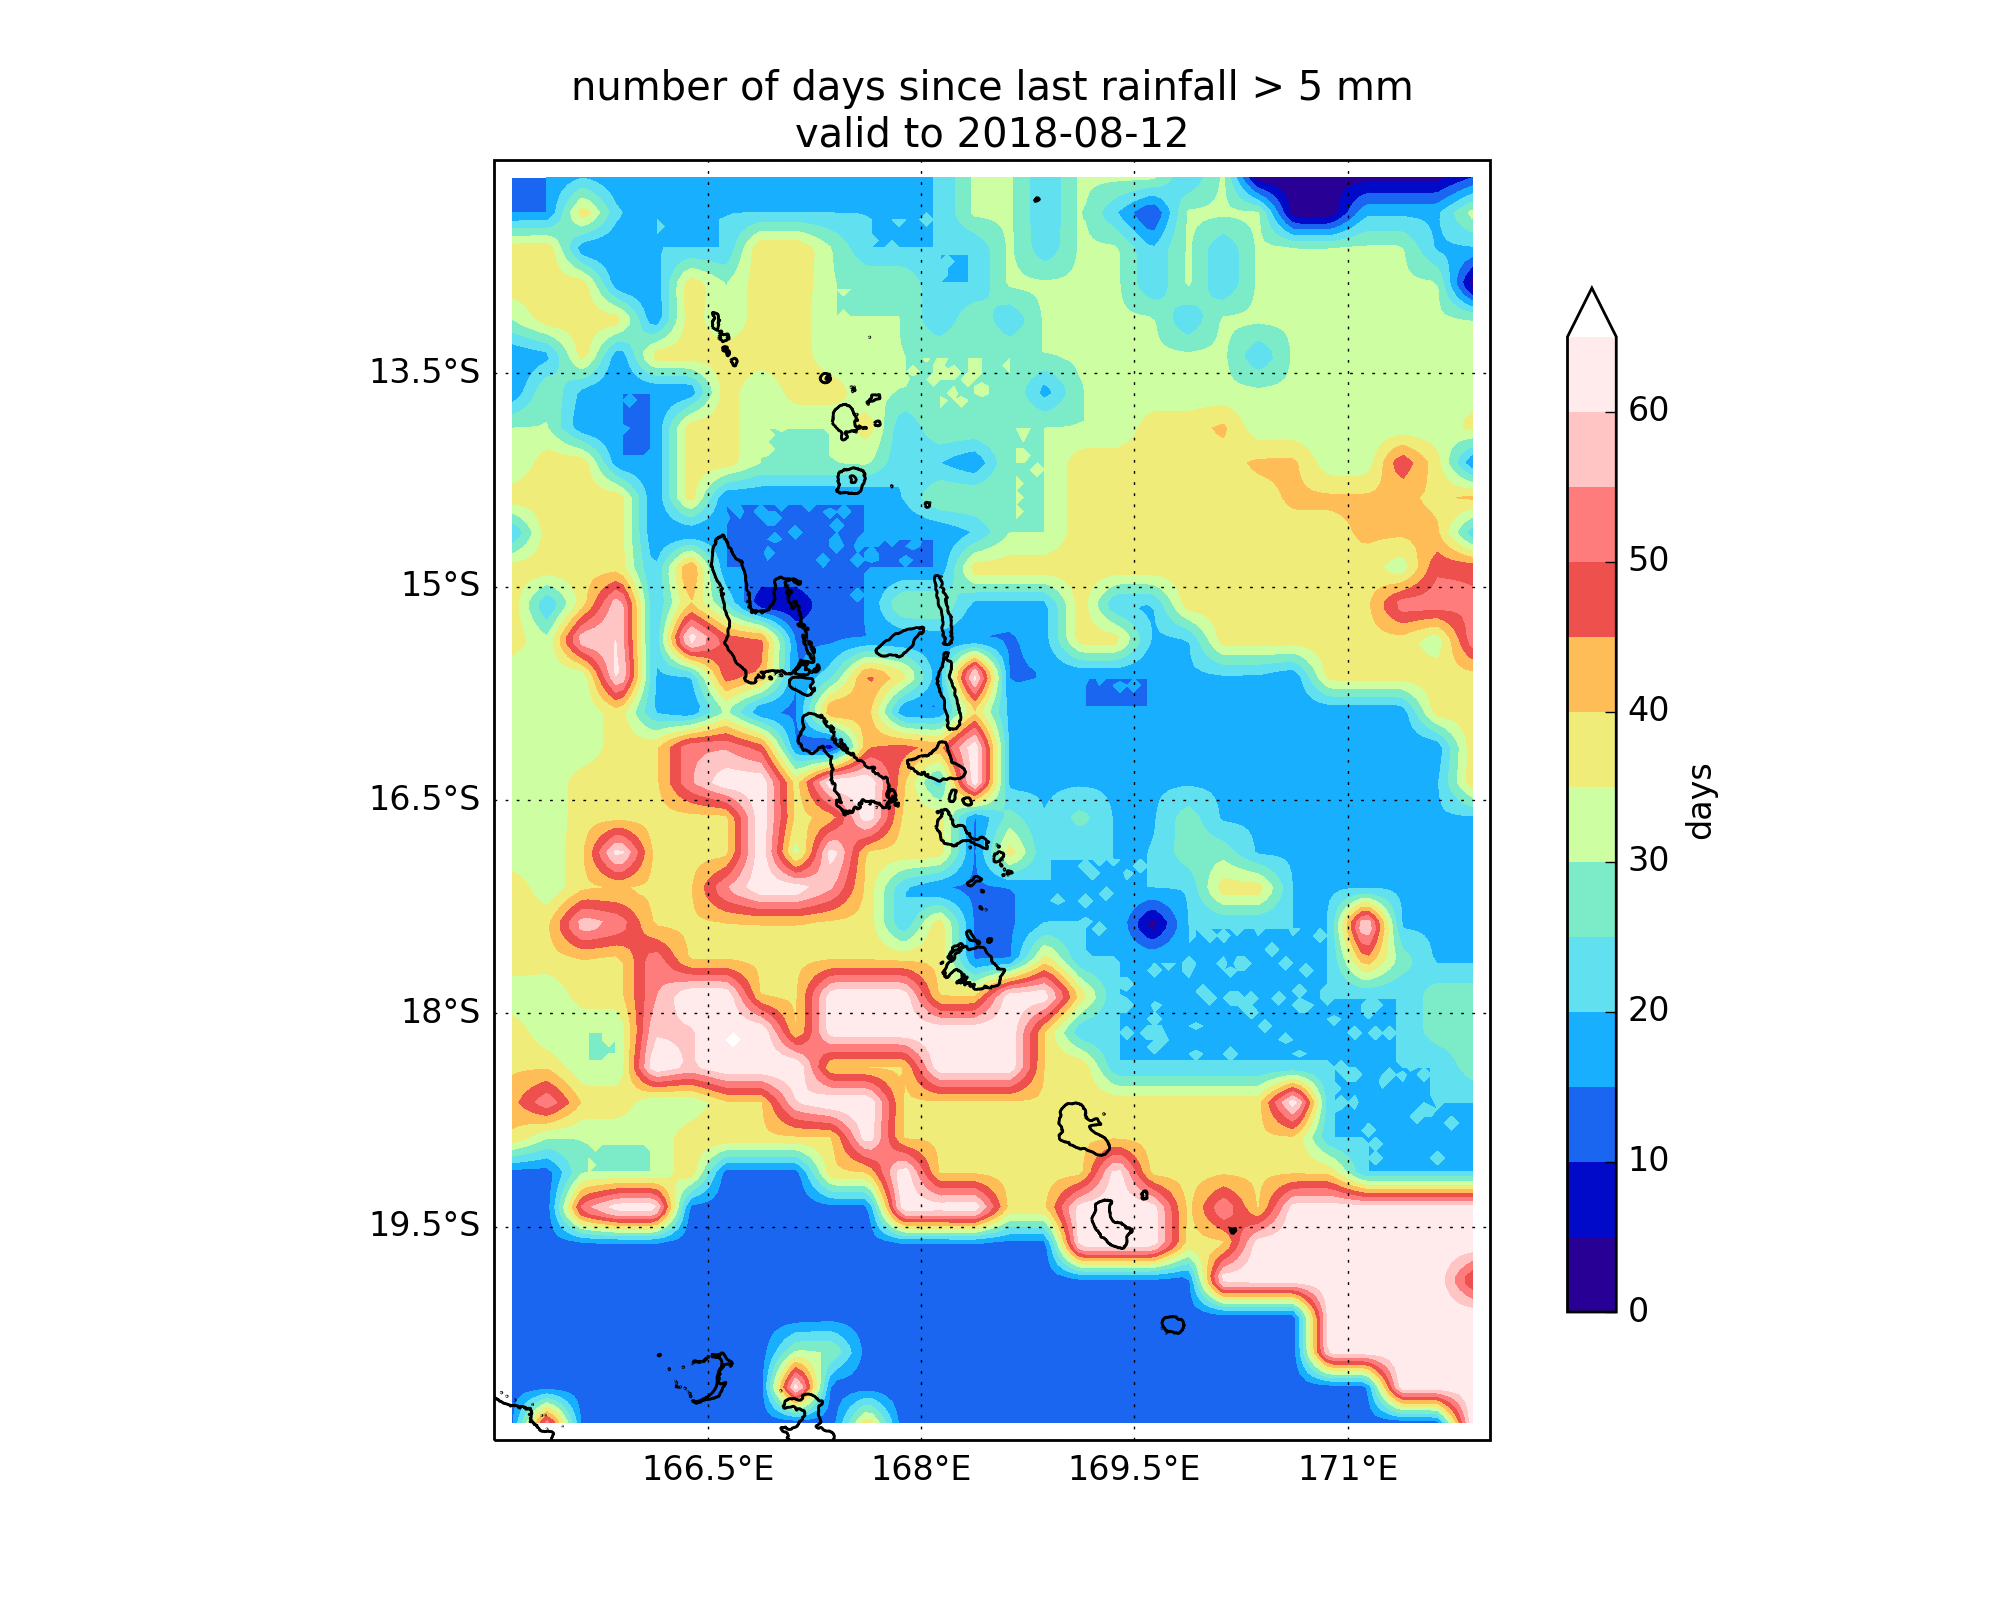 number of days since last rainfall > 5 mm
valid to 2018-08-12
13.5°S
15°S
16.5°S
18°S
19.5°S
166.5°E
168°E
169.5°E
171°E
60
50
40
30
20
10
0
days